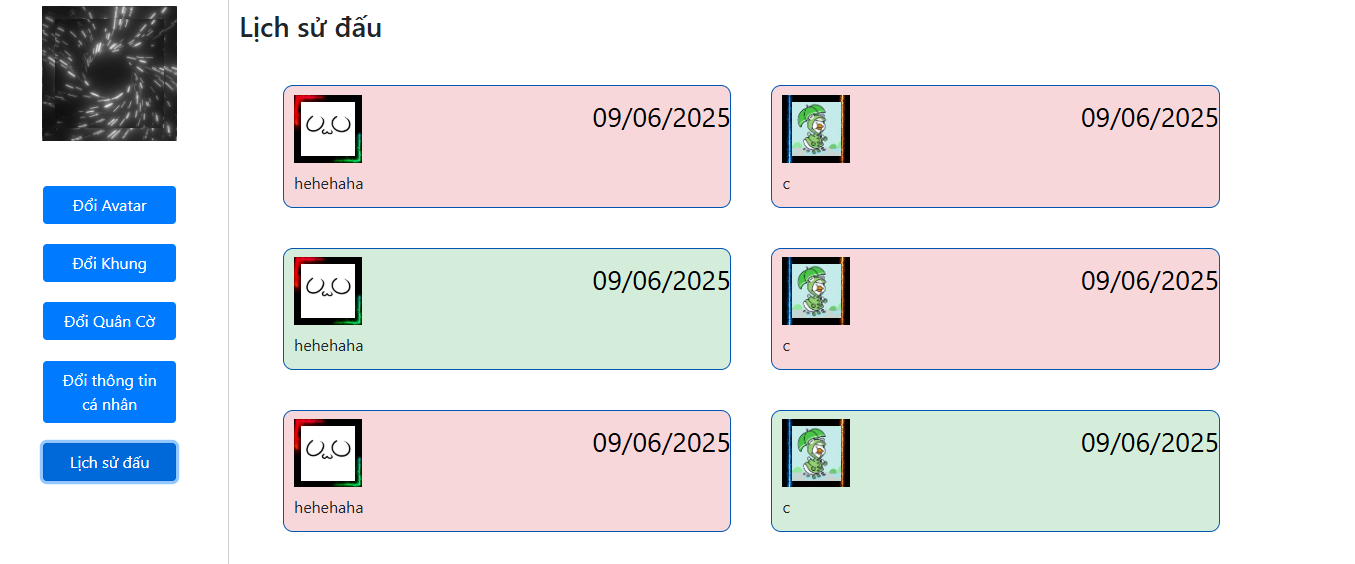 Đổi Avatar
Đổi Khung
Đổi Quân Cờ
Đổi thông tin
cá nhân
Lịch sử đấu
Lịch sử đấu
09/06/2025
hehehaha
09/06/2025
c
09/06/2025
hehehaha
09/06/2025
c
09/06/2025
hehehaha
09/06/2025
c